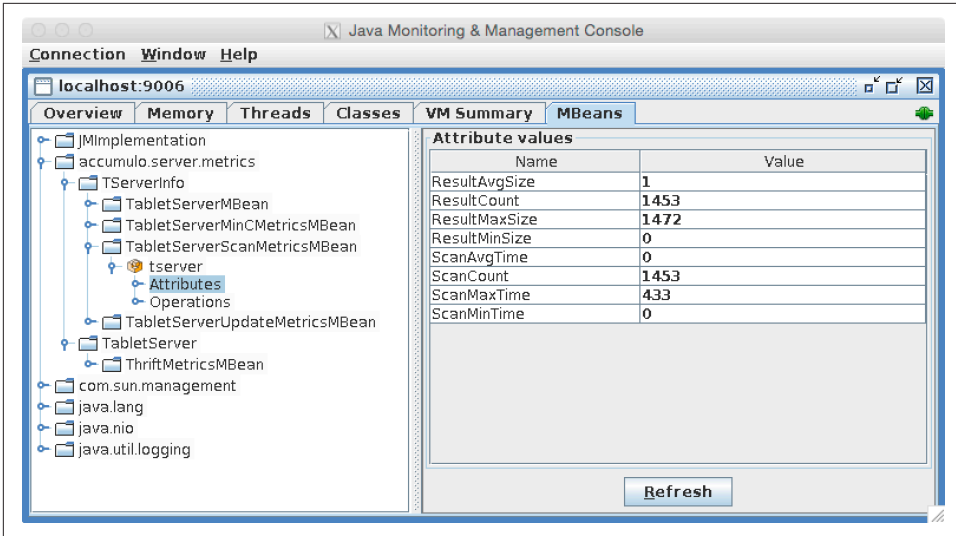 Java Monitoring & Management Console
Connection Window Help
localhost:9006
Overview Memory Threads Classes VM Summary MBeans
JMImplementation
accumulo.server.metrics
TServerInfo
TabletServerMBean
TabletServerMinCMetricsMBean
TabletServerScanMetricsMBean
tserver
Attributes
Operations
TabletServerUpdateMetricsMBean
TabletServer
ThriftMetricsMBean
com.sun.management
java.lang
java.nio
java.util.logging
Attribute values
Name Value
ResultAvgSize 1
ResultCount 1453
ResultMaxSize 1472
ResultMinSize 0
ScanAvgTime 0
ScanCount 1453
ScanMaxTime 433
ScanMinTime 0
Refresh